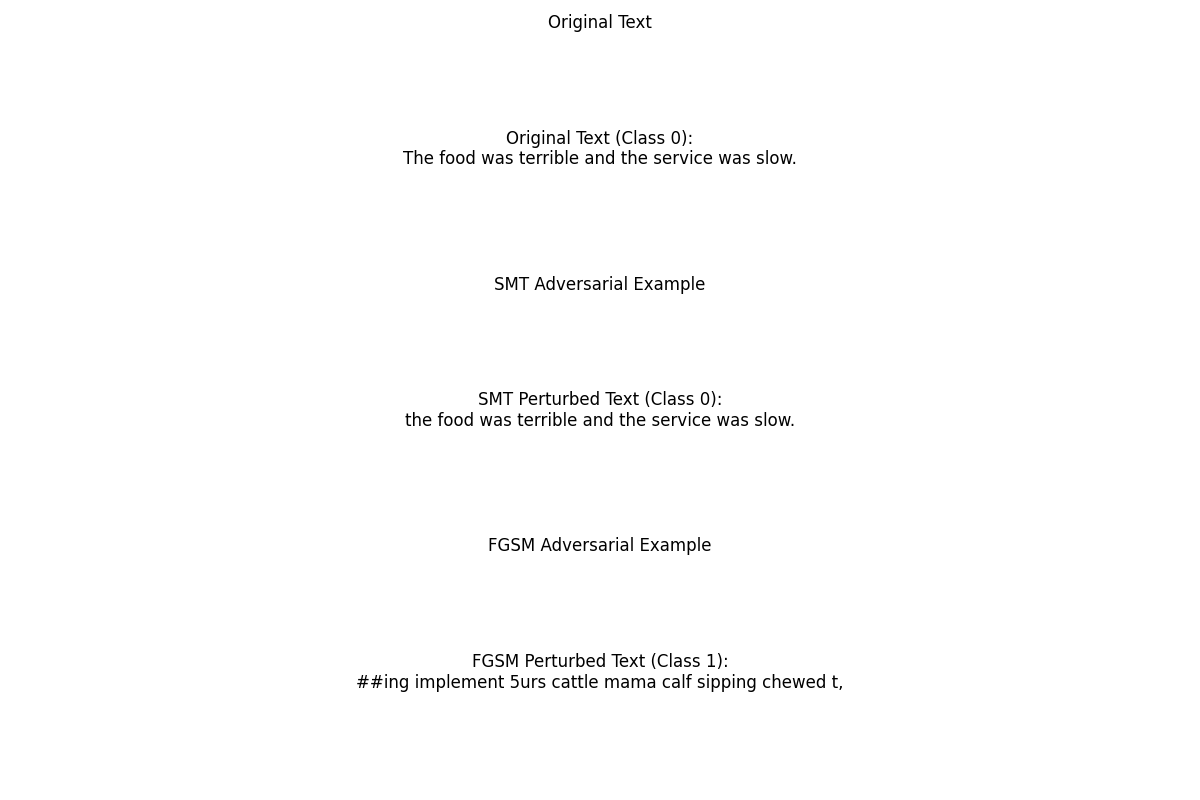 Original Text
Original Text (Class 0):
The food was terrible and the service was slow.
SMT Adversarial Example
SMT Perturbed Text (Class 0):
the food was terrible and the service was slow.
FGSM Adversarial Example
FGSM Perturbed Text (Class 1):
##ing implement 5urs cattle mama calf sipping chewed t,